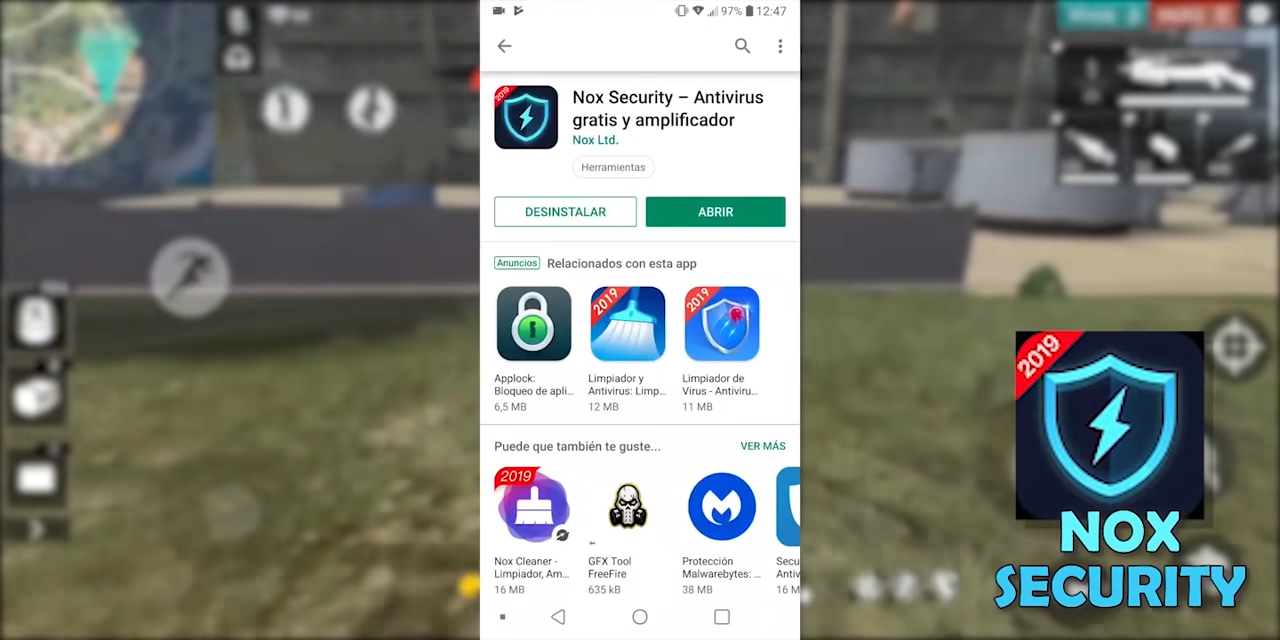 97% 12:47
2019
Nox Security – Antivirus
gratis y amplificador
Nox Ltd.
Herramientas
DESINSTALAR
ABRIR
Anuncios Relacionados con esta app
2019
2019
Applock:
Bloqueo de apli...
6,5 MB
Limpiador y
Antivirus: Limp...
12 MB
Limpiador de
Virus - Antiviru...
11 MB
Puede que también te guste...
VER MÁS
2019
Nox Cleaner -
Limpiador, Am...
16 MB
GFX Tool
FreeFire
635 kB
Protección
Malwarebytes: ...
38 MB
Secu
Antiv
16 M
2019
NOX
SECURITY